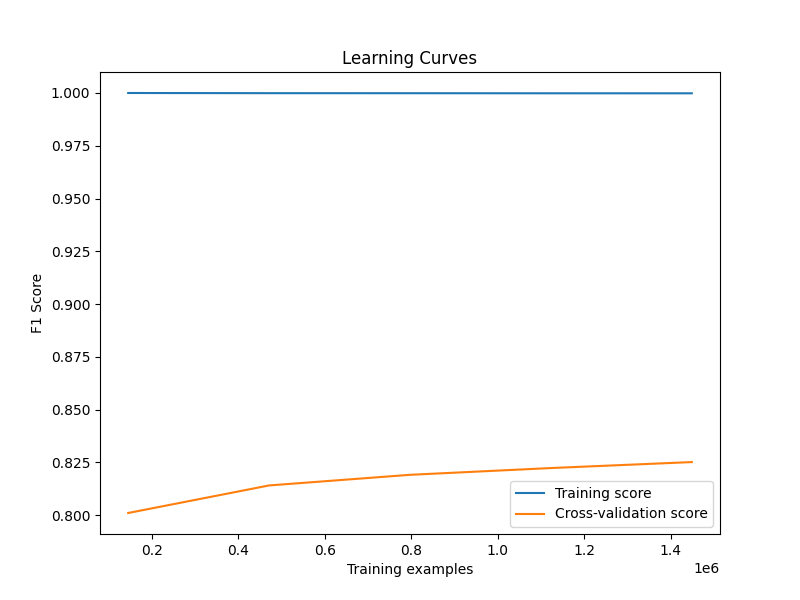 Learning Curves
1.000
0.975
0.950
0.925
0.900
0.875
0.850
0.825
0.800
F1 Score
Training score
Cross-validation score
0.2 0.4 0.6 0.8 1.0 1.2 1.4
1e6
Training examples